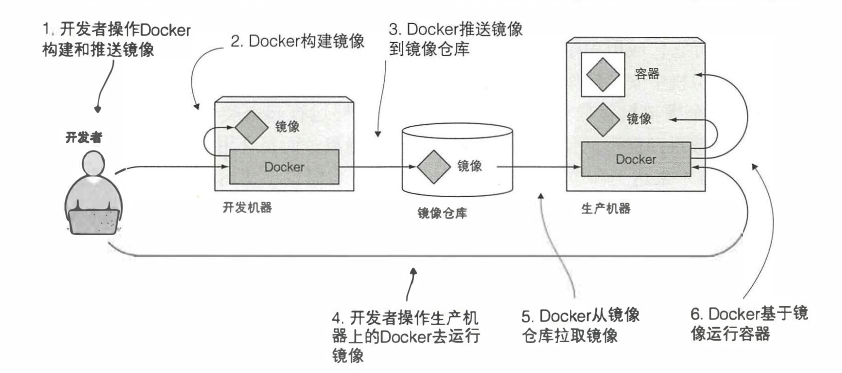 1. 开发者操作Docker
构建和推送镜像
2. Docker构建镜像
3. Docker推送镜像
到镜像仓库
容器
镜像
Docker
生产机器
开发者
镜像
Docker
开发机器
镜像
镜像仓库
4. 开发者操作生产机
器上的Docker去运行
镜像
5. Docker从镜像
仓库拉取镜像
6. Docker基于镜
像运行容器